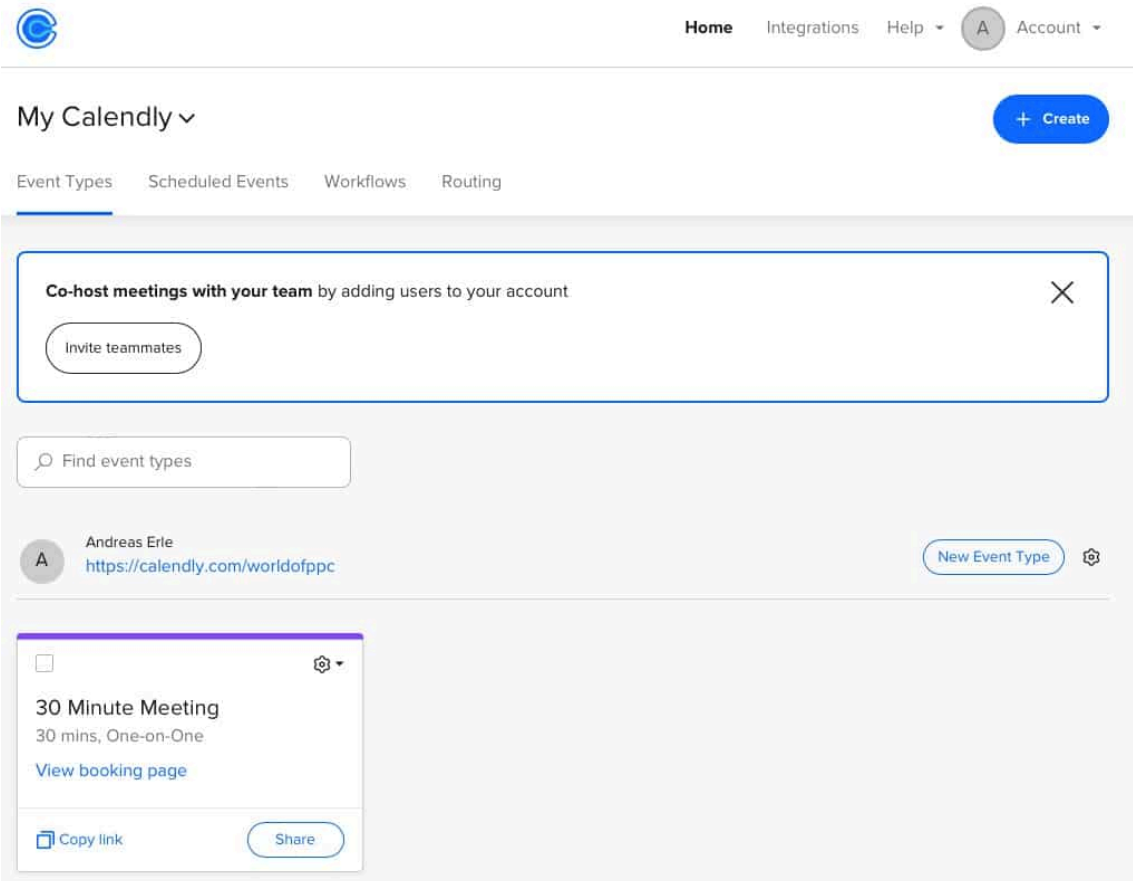 Home Integrations Help A Account
My Calendly
+ Create
Event Types Scheduled Events Workflows Routing
Co-host meetings with your team by adding users to your account
Invite teammates
Find event types
A
Andreas Erle
https://calendly.com/worldofppc
New Event Type
30 Minute Meeting
30 mins, One-on-One
View booking page
Copy link Share